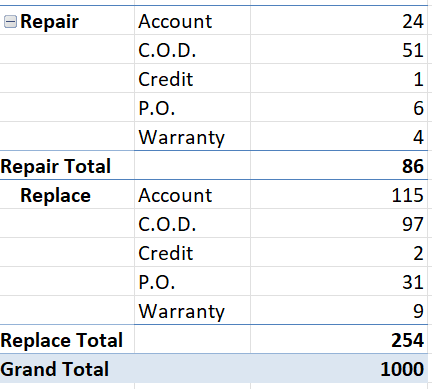 Repair Account 24
C.O.D. 51
Credit 1
P.O. 6
Warranty 4
Repair Total 86
Replace Account 115
C.O.D. 97
Credit 2
P.O. 31
Warranty 9
Replace Total 254
Grand Total 1000